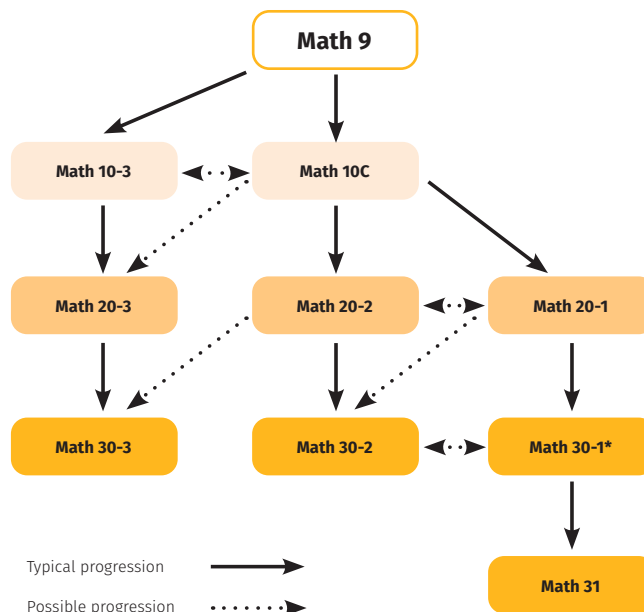 Math 9
Math 10-3
Math 10C
Math 20-3
Math 20-2
Math 20-1
Math 30-3
Math 30-2
Math 30-1*
Math 31
Typical progression
Possible progression